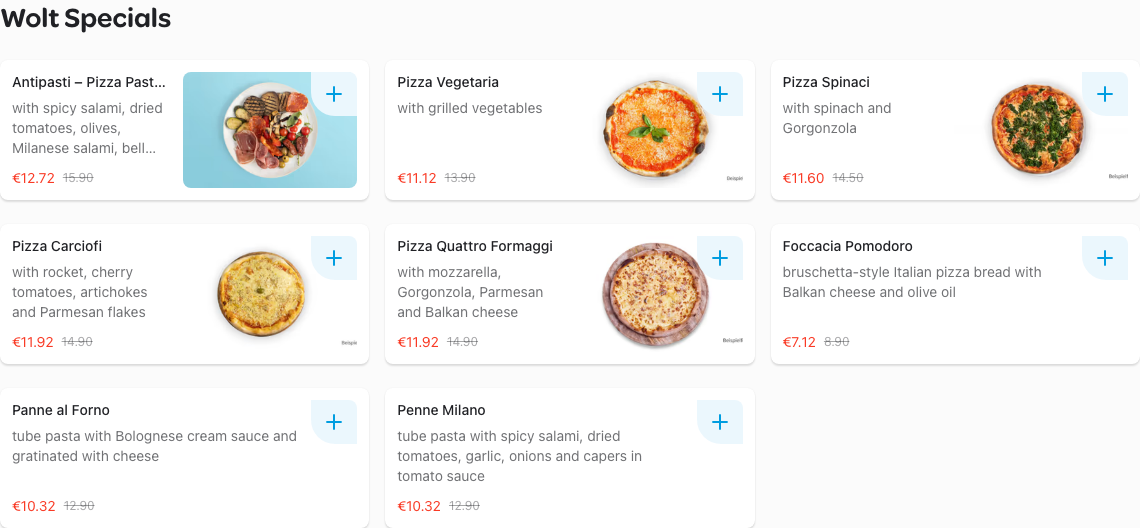 Wolt Specials
Antipasti – Pizza Past...
with spicy salami, dried
tomatoes, olives,
Milanese salami, bell...
€12.72 15.90
Pizza Vegetaria
with grilled vegetables
€11.12 13.90
Beispiel
Pizza Spinaci
with spinach and
Gorgonzola
€11.60 14.50
Beispiel!
Pizza Carciofi
with rocket, cherry
tomatoes, artichokes
and Parmesan flakes
€11.92 14.90
Beispie
Pizza Quattro Formaggi
with mozzarella,
Gorgonzola, Parmesan
and Balkan cheese
€11.92 14.90
Beispiel!
Foccacia Pomodoro
bruschetta-style Italian pizza bread with
Balkan cheese and olive oil
€7.12 8.90
Panne al Forno
tube pasta with Bolognese cream sauce and
gratinated with cheese
€10.32 12.90
Penne Milano
tube pasta with spicy salami, dried
tomatoes, garlic, onions and capers in
tomato sauce
€10.32 12.90